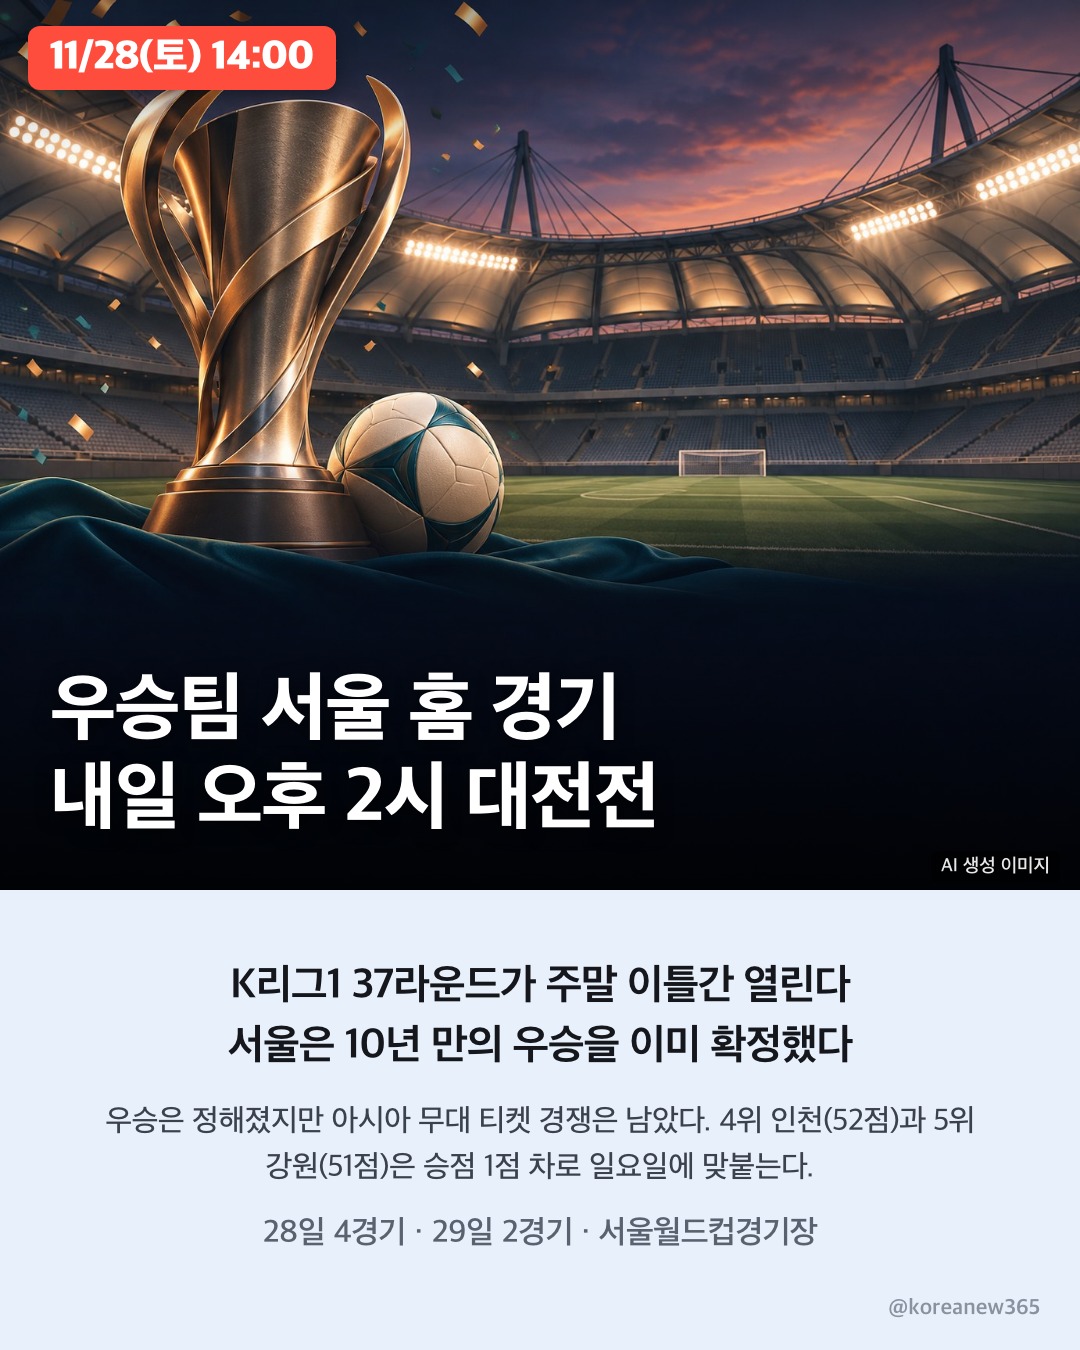 11/28(토) 14:00
우승팀 서울 홈 경기
내일 오후 2시 대전전
AI 생성 이미지
K리그1 37라운드가 주말 이틀간 열린다
서울은 10년 만의 우승을 이미 확정했다
우승은 정해졌지만 아시아 무대 티켓 경쟁은 남았다. 4위 인천(52점)과 5위
강원(51점)은 승점 1점 차로 일요일에 맞붙는다.
28일 4경기 · 29일 2경기 · 서울월드컵경기장
@koreanew365